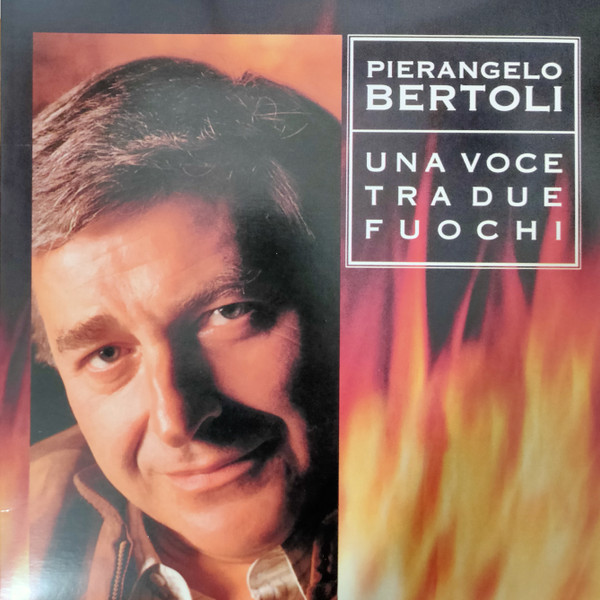 PIERANGELO
BERTOLI
UNA VOCE
TRA DUE
FUOCHI